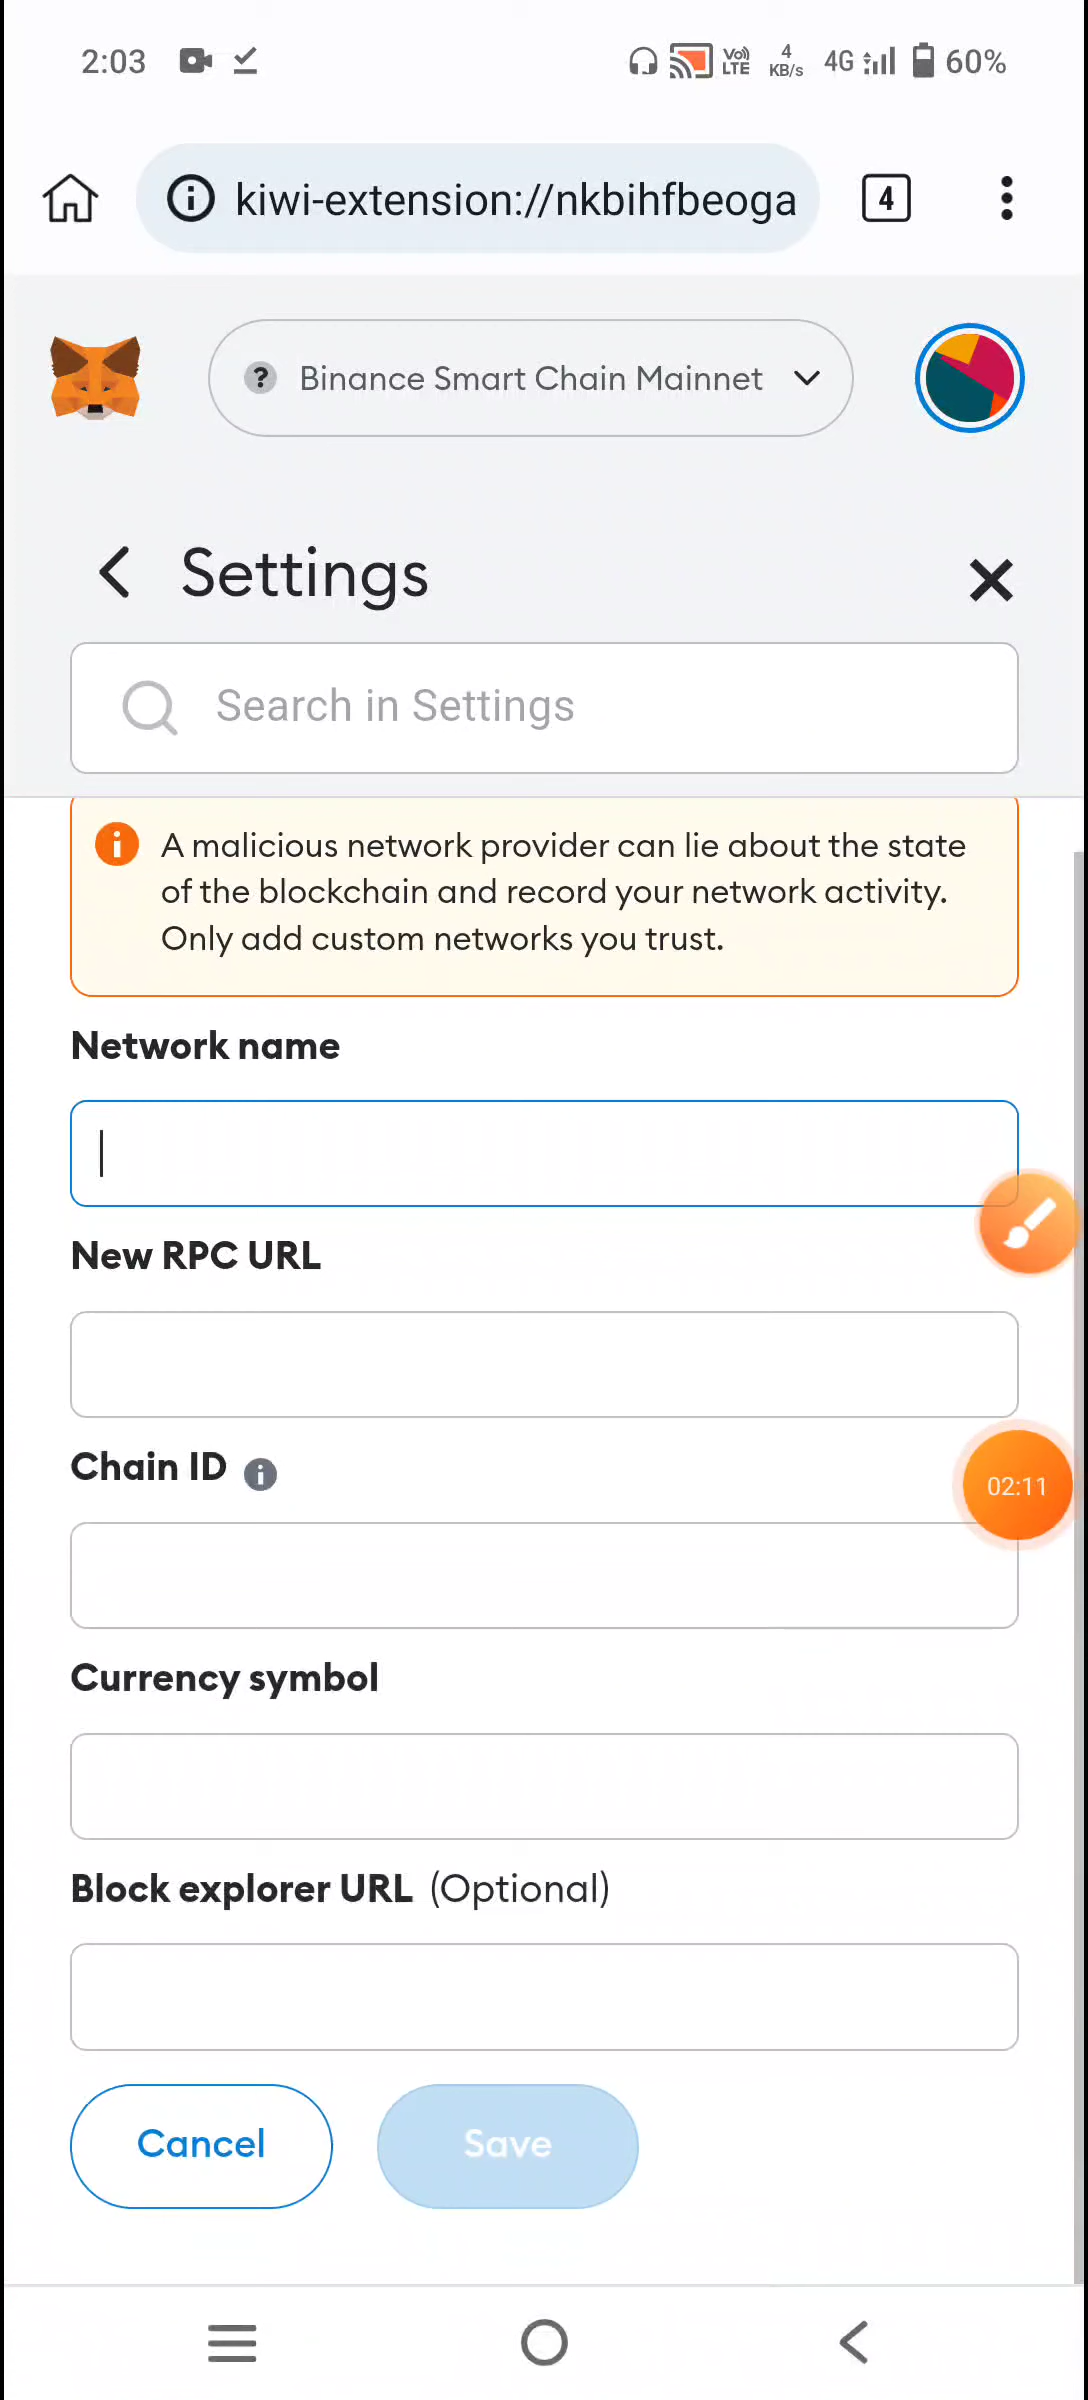 2:03
Vo)) LTE
4 KB/s
4G
60%
kiwi-extension://nkbihfbeoga
4
? Binance Smart Chain Mainnet
Settings
Search in Settings
A malicious network provider can lie about the state
of the blockchain and record your network activity.
Only add custom networks you trust.
Network name
New RPC URL
Chain ID
02:11
Currency symbol
Block explorer URL (Optional)
Cancel
Save